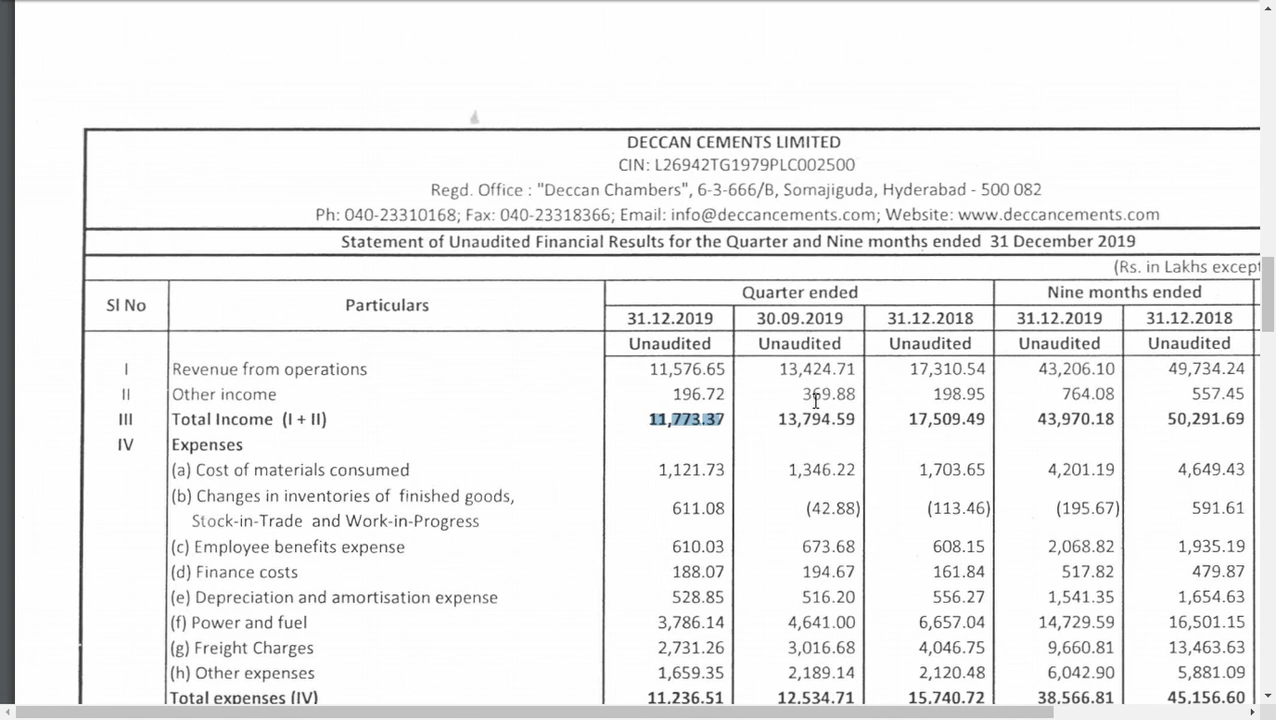 DECCAN CEMENTS LIMITED
CIN: L26942TG1979PLC002500
Regd. Office : "Deccan Chambers", 6-3-666/B, Somajiguda, Hyderabad - 500 082
Ph: 040-23310168; Fax: 040-23318366; Email: info@deccancements.com; Website: www.deccancements.com
Statement of Unaudited Financial Results for the Quarter and Nine months ended 31 December 2019
(Rs. in Lakhs except
Sl No Particulars Quarter ended Nine months ended
31.12.2019 30.09.2019 31.12.2018 31.12.2019 31.12.2018
Unaudited Unaudited Unaudited Unaudited Unaudited
I Revenue from operations 11,576.65 13,424.71 17,310.54 43,206.10 49,734.24
II Other income 196.72 369.88 198.95 764.08 557.45
III Total Income (I + II) 11,773.37 13,794.59 17,509.49 43,970.18 50,291.69
IV Expenses
(a) Cost of materials consumed 1,121.73 1,346.22 1,703.65 4,201.19 4,649.43
(b) Changes in inventories of finished goods,
Stock-in-Trade and Work-in-Progress 611.08 (42.88) (113.46) (195.67) 591.61
(c) Employee benefits expense 610.03 673.68 608.15 2,068.82 1,935.19
(d) Finance costs 188.07 194.67 161.84 517.82 479.87
(e) Depreciation and amortisation expense 528.85 516.20 556.27 1,541.35 1,654.63
(f) Power and fuel 3,786.14 4,641.00 6,657.04 14,729.59 16,501.15
(g) Freight Charges 2,731.26 3,016.68 4,046.75 9,660.81 13,463.63
(h) Other expenses 1,659.35 2,189.14 2,120.48 6,042.90 5,881.09
Total expenses (IV) 11,236.51 12,534.71 15,740.72 38,566.81 45,156.60